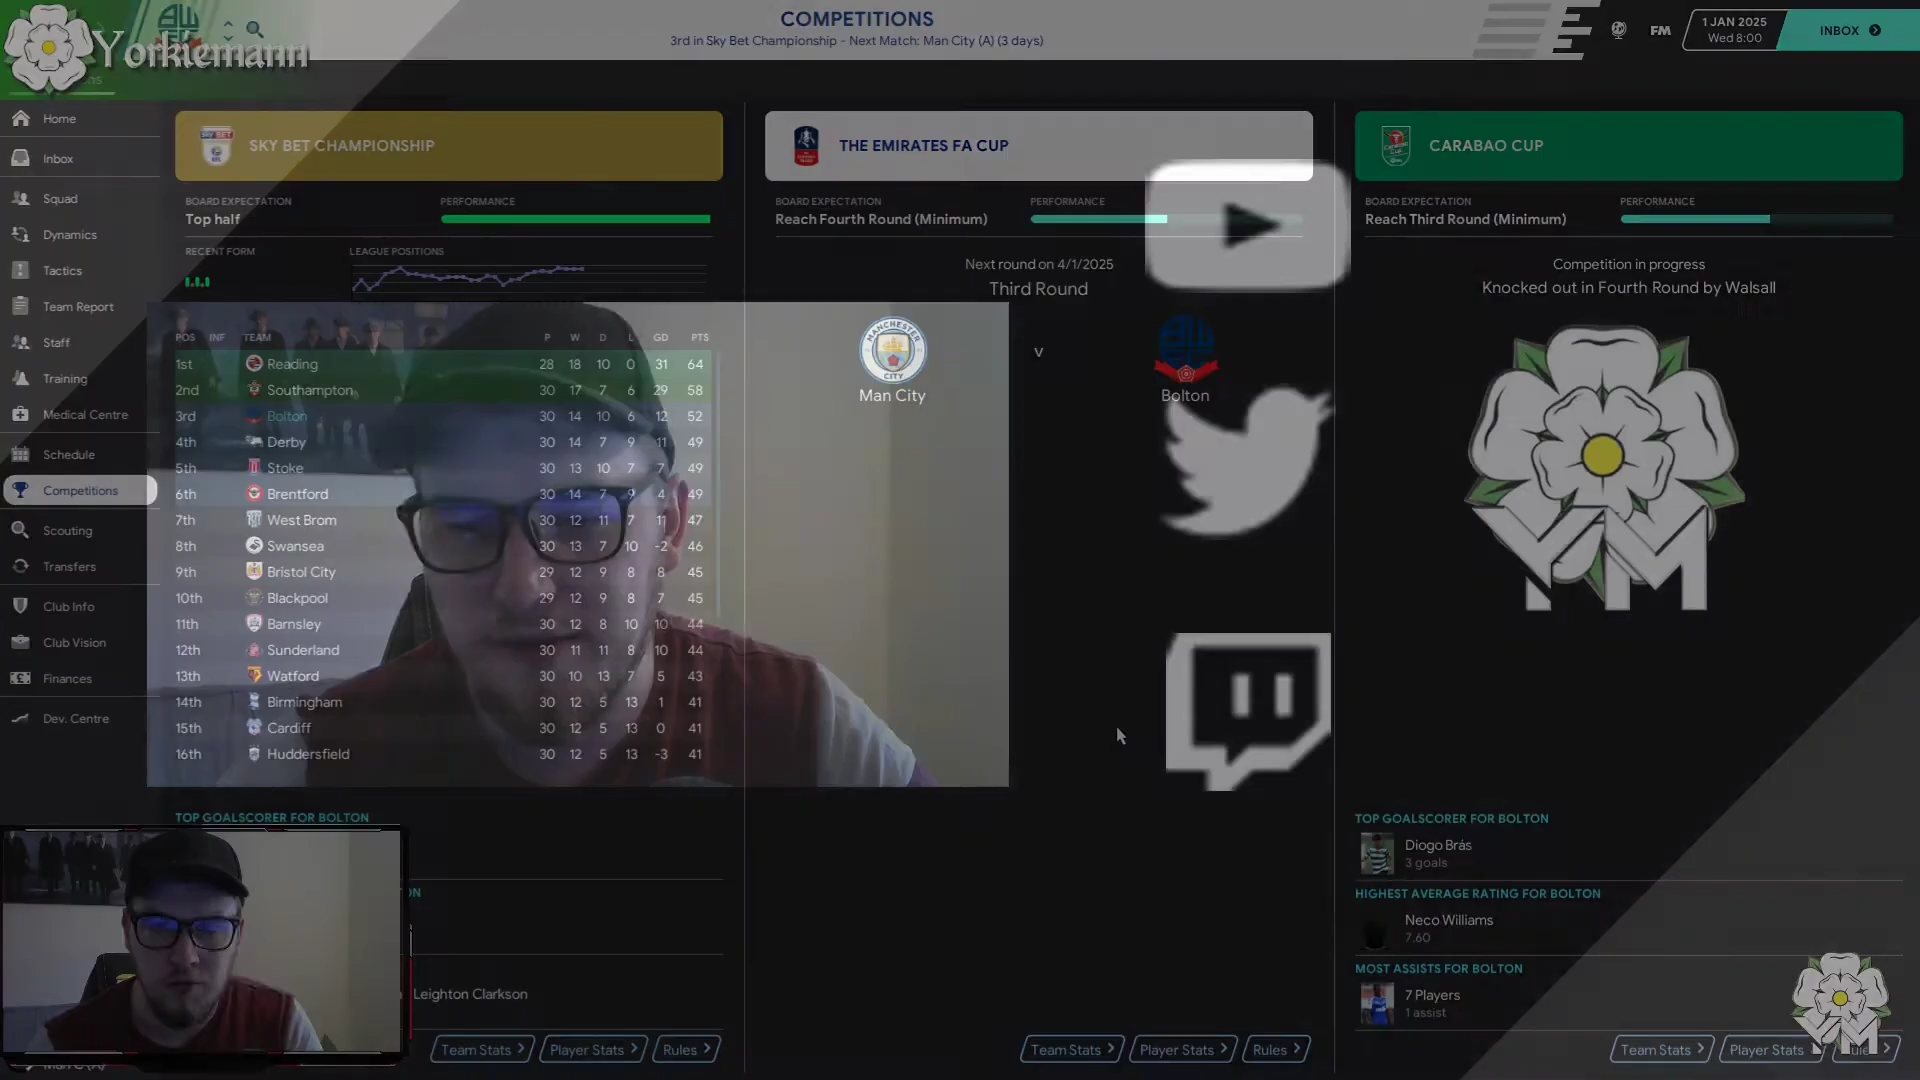 Yorkiemann
COMPETITIONS
3rd in Sky Bet Championship - Next Match: Man City (A) (3 days)
FM
1 JAN 2025
Wed 8:00
INBOX
Home
Inbox
Squad
Dynamics
Tactics
Team Report
Staff
Training
Medical Centre
Schedule
Competitions
Scouting
Transfers
Club Info
Club Vision
Finances
Dev. Centre
SKY BET CHAMPIONSHIP
BOARD EXPECTATION PERFORMANCE
Top half
RECENT FORM LEAGUE POSITIONS
POS INF TEAM P W D L GD PTS
1st Reading 28 18 10 0 31 64
2nd Southampton 30 17 7 6 29 58
3rd Bolton 30 14 10 6 12 52
4th Derby 30 14 7 9 11 49
5th Stoke 30 13 10 7 7 49
6th Brentford 30 14 7 9 4 49
7th West Brom 30 12 11 7 11 47
8th Swansea 30 13 7 10 -2 46
9th Bristol City 29 12 9 8 8 45
10th Blackpool 29 12 9 8 7 45
11th Barnsley 30 12 8 10 10 44
12th Sunderland 30 11 11 8 10 44
13th Watford 30 10 13 7 5 43
14th Birmingham 30 12 5 13 1 41
15th Cardiff 30 12 5 13 0 41
16th Huddersfield 30 12 5 13 -3 41
TOP GOALSCORER FOR BOLTON
Leighton Clarkson
Team Stats Player Stats Rules
THE EMIRATES FA CUP
BOARD EXPECTATION PERFORMANCE
Reach Fourth Round (Minimum)
Next round on 4/1/2025
Third Round
MANCHESTER
CITY
v
Man City Bolton
Team Stats Player Stats Rules
CARABAO CUP
BOARD EXPECTATION PERFORMANCE
Reach Third Round (Minimum)
Competition in progress
Knocked out in Fourth Round by Walsall
YM
TOP GOALSCORER FOR BOLTON
Diogo Brás
3 goals
HIGHEST AVERAGE RATING FOR BOLTON
Neco Williams
7.60
MOST ASSISTS FOR BOLTON
7 Players
1 assist
Team Stats Player Stats
YM